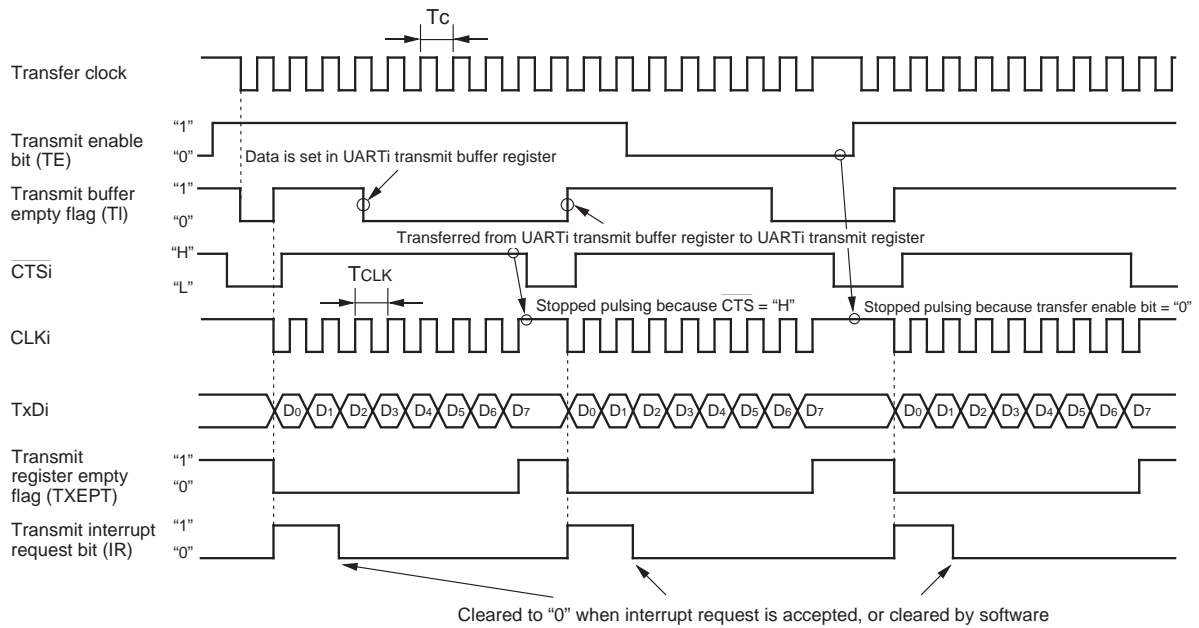 Tc
Transfer clock
Transmit enable
bit (TE)
“1”
“0”
Data is set in UARTi transmit buffer register
Transmit buffer
empty flag (TI)
“1”
“0”
Transferred from UARTi transmit buffer register to UARTi transmit register
CTSi
“H”
“L”
TCLK
Stopped pulsing because CTS = “H”
Stopped pulsing because transfer enable bit = “0”
CLKi
TxDi
D0 D1 D2 D3 D4 D5 D6 D7 D0 D1 D2 D3 D4 D5 D6 D7 D0 D1 D2 D3 D4 D5 D6 D7
Transmit
register empty
flag (TXEPT)
“1”
“0”
Transmit interrupt
request bit (IR)
“1”
“0”
Cleared to “0” when interrupt request is accepted, or cleared by software